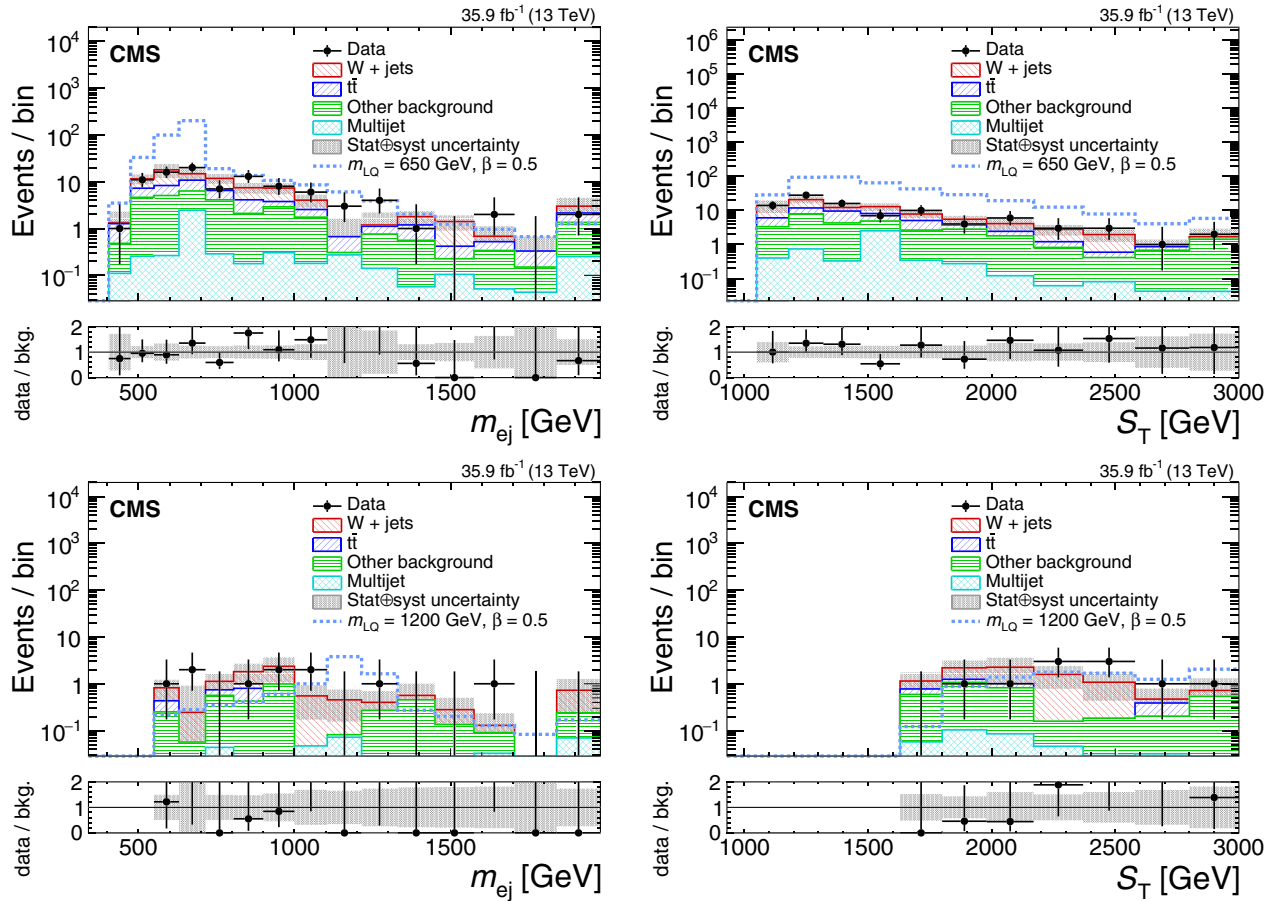 35.9 fb⁻¹ (13 TeV)
CMS
Data
W + jets
tt̄
Other background
Multijet
Stat⊕syst uncertainty
m_LQ = 650 GeV, β = 0.5
Events / bin
10⁴
10³
10²
10
1
10⁻¹
data / bkg.
2
1
0
500 1000 1500
m_ej [GeV]
35.9 fb⁻¹ (13 TeV)
CMS
Data
W + jets
tt̄
Other background
Multijet
Stat⊕syst uncertainty
m_LQ = 650 GeV, β = 0.5
Events / bin
10⁶
10⁵
10⁴
10³
10²
10
1
10⁻¹
data / bkg.
2
1
0
1000 1500 2000 2500 3000
S_T [GeV]
35.9 fb⁻¹ (13 TeV)
CMS
Data
W + jets
tt̄
Other background
Multijet
Stat⊕syst uncertainty
m_LQ = 1200 GeV, β = 0.5
Events / bin
10⁴
10³
10²
10
1
10⁻¹
data / bkg.
2
1
0
500 1000 1500
m_ej [GeV]
35.9 fb⁻¹ (13 TeV)
CMS
Data
W + jets
tt̄
Other background
Multijet
Stat⊕syst uncertainty
m_LQ = 1200 GeV, β = 0.5
Events / bin
10⁴
10³
10²
10
1
10⁻¹
data / bkg.
2
1
0
1000 1500 2000 2500 3000
S_T [GeV]